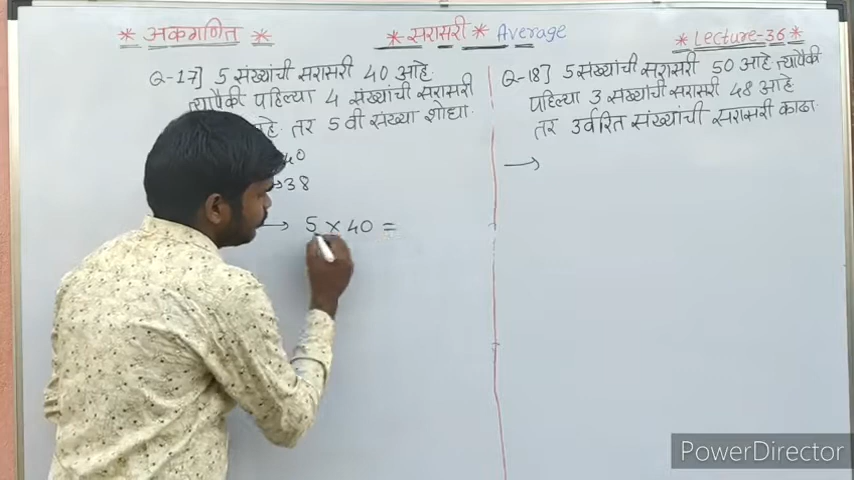 * अंकगणित *
* सरासरी * Average
* Lecture-36 *
Q-17] 5 संख्यांची सरासरी 40 आहे.
त्यापैकी पहिल्या 4 संख्यांची सरासरी
आहे. तर 5 वी संख्या शोधा.
40
→38
→ 5 × 40 =
Q-18] 5 संख्यांची सरासरी 50 आहे त्यापैकी
पहिल्या 3 संख्यांची सरासरी 48 आहे
तर उर्वरित संख्यांची सरासरी काढा.
→
PowerDirector